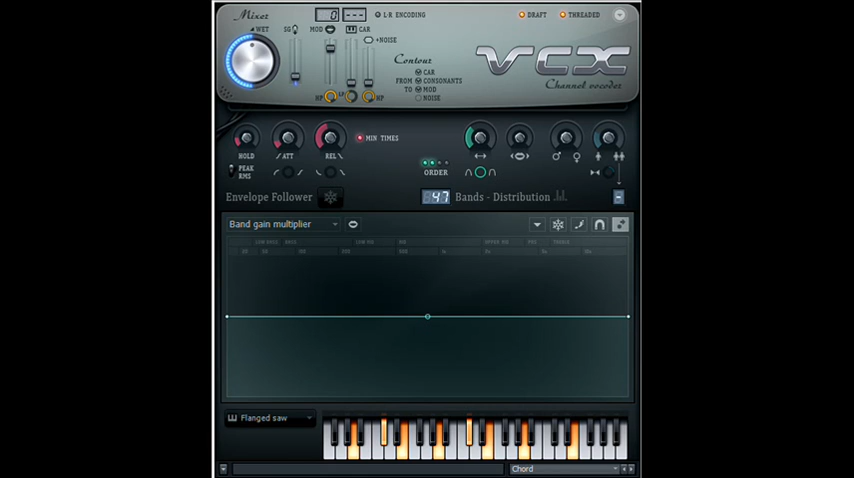 Mixer
0 ---
L-R ENCODING
DRAFT
THREADED
WET
SG
MOD
CAR
+NOISE
Contour
CAR
FROM CONSONANTS
TO MOD
NOISE
HP LP HP
VCX
Channel vocoder
MIN TIMES
HOLD
ATT
REL
ORDER
PEAK
RMS
Envelope Follower
47
Bands - Distribution
Band gain multiplier
Flanged saw
Chord